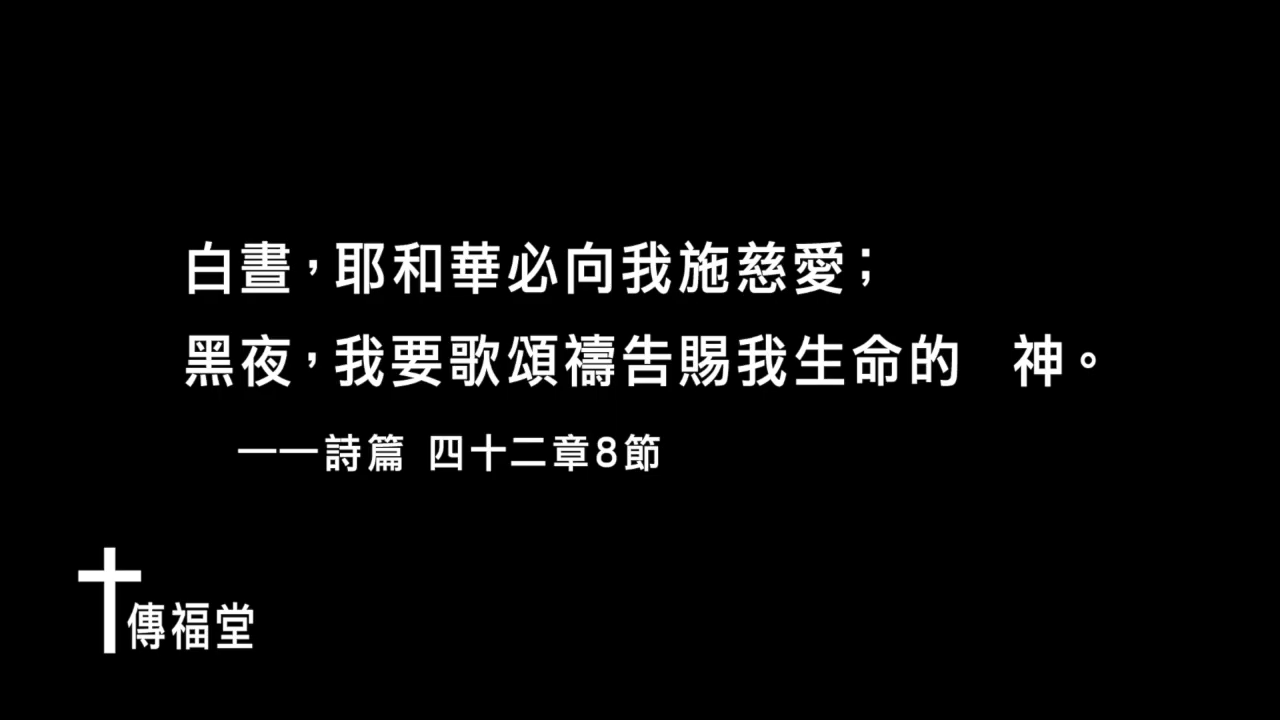 白晝，耶和華必向我施慈愛；
黑夜，我要歌頌禱告賜我生命的　神。
——詩篇 四十二章8節
傳福堂